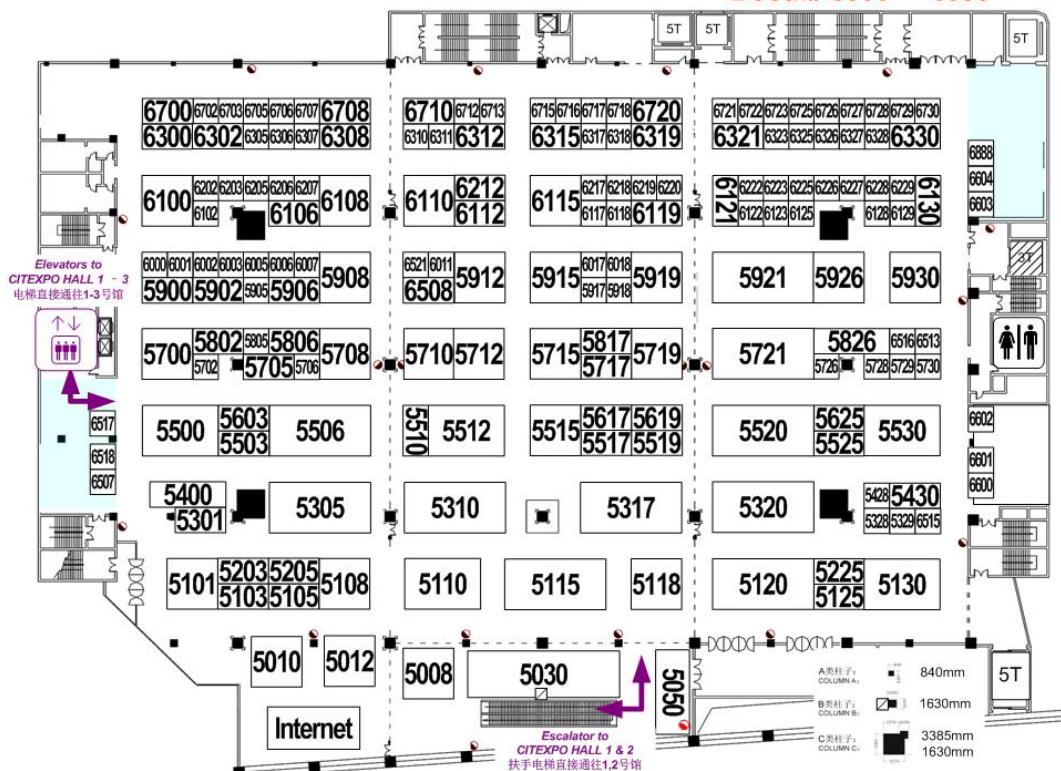 5T 5T 5T
6700 6702 6703 6705 6706 6707 6708 6710 6712 6713 6715 6716 6717 6718 6720 6721 6722 6723 6725 6726 6727 6728 6729 6730
6300 6302 6305 6306 6307 6308 6310 6311 6312 6315 6317 6318 6319 6321 6323 6325 6326 6327 6328 6330
6888
6604
6603
6100 6202 6203 6205 6206 6207 6108 6110 6212 6115 6217 6218 6219 6220 6121 6222 6223 6225 6226 6227 6228 6229 6130
6102 6106 6112 6117 6118 6119 6122 6123 6125 6128 6129
3T
Elevators to
CITEXPO HALL 1 - 3
电梯直接通往1-3号馆
6000 6001 6002 6003 6005 6006 6007 5908 6521 6011 5912 5915 6017 6018 5919 5921 5926 5930
5900 5902 5905 5906 6508 5917 5918
5700 5802 5805 5806 5708 5710 5712 5715 5817 5719 5721 5826 6516 6513
5702 5705 5706 5717 5726 5728 5729 5730
6517
6518
6507
5500 5603 5506 5510 5512 5515 5617 5619 5520 5625 5530
5503 5517 5519 5525
6602
6601
6600
5400 5305 5310 5317 5320 5428 5430
5301 5328 5329 6515
5101 5203 5205 5108 5110 5115 5118 5120 5225 5130
5103 5105 5125
5010 5012 5008 5030 5050
Internet
Escalator to
CITEXPO HALL 1 & 2
扶手电梯直接通往1,2号馆
5T
A类柱子:
COLUMN A:
840mm
B类柱子:
COLUMN B:
1630mm
C类柱子:
COLUMN C:
3385mm
1630mm